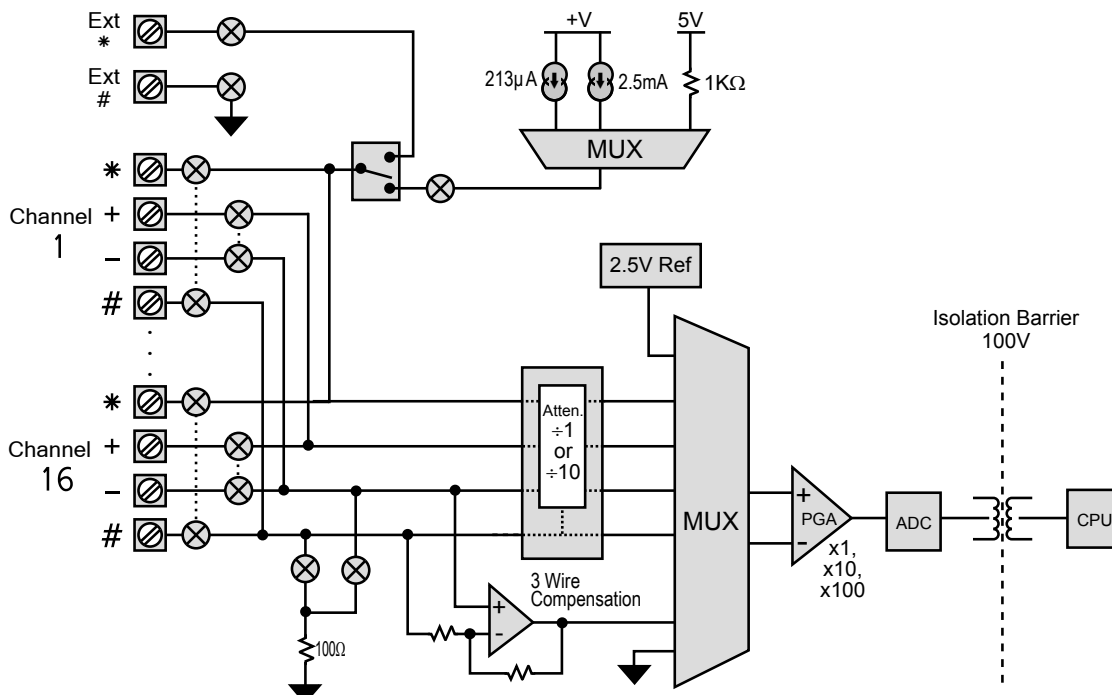 Ext
*
Ext
#
+V
5V
213µA
2.5mA
1KΩ
MUX
Channel
1
*
+
–
#
2.5V Ref
Isolation Barrier
100V
Channel
16
*
+
–
#
Atten.
÷1
or
÷10
MUX
+
PGA
-
x1,
x10,
x100
ADC
CPU
3 Wire
Compensation
+
-
100Ω